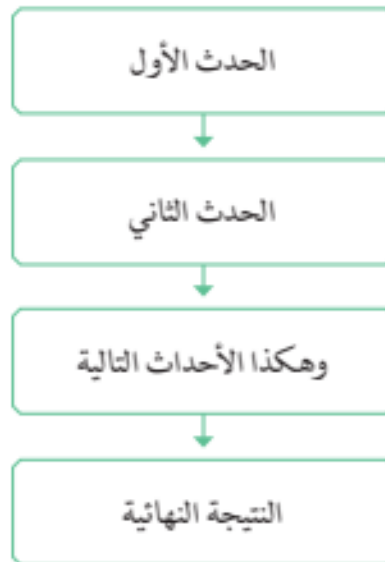 الحدث الأول
الحدث الثاني
وهكذا الأحداث التالية
النتيجة النهائية